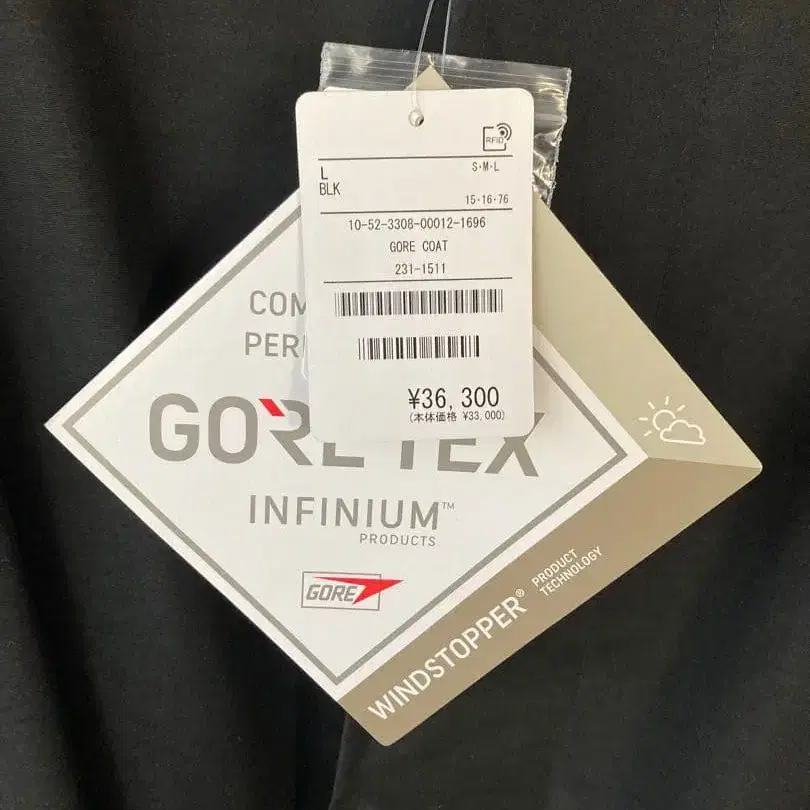 RFID
L
S・M・L
BLK
15・16・76
10-52-3308-00012-1696
GORE COAT
231-1511
¥36,300
(本体価格 ¥33,000)
COM
PER
GORE-TEX
INFINIUM™
PRODUCTS
GORE
WINDSTOPPER® PRODUCT
TECHNOLOGY